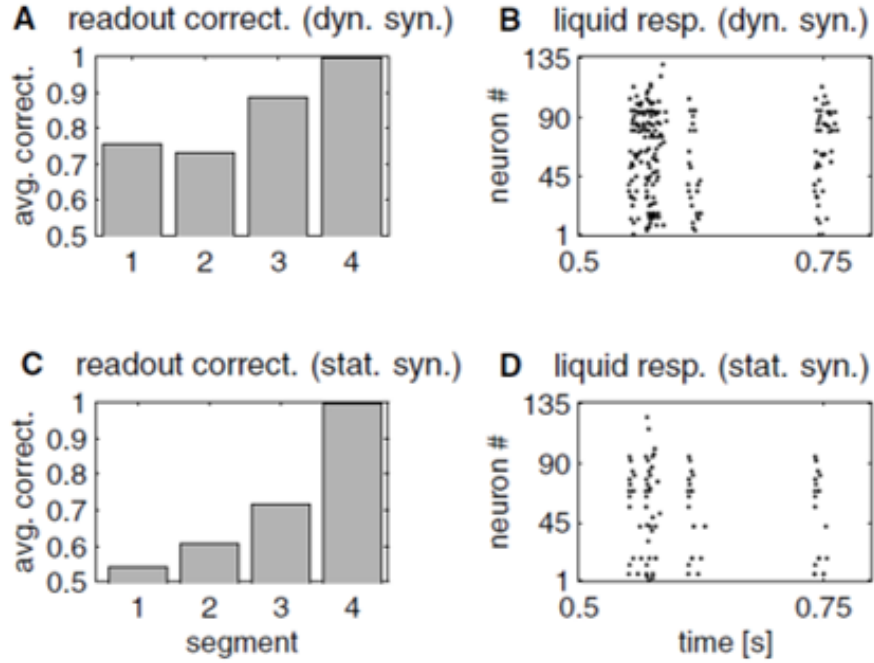 A readout correct. (dyn. syn.)
avg. correct.
1
0.9
0.8
0.7
0.6
0.5
1 2 3 4
B liquid resp. (dyn. syn.)
neuron #
135
90
45
1
0.5 0.75
C readout correct. (stat. syn.)
avg. correct.
1
0.9
0.8
0.7
0.6
0.5
1 2 3 4
segment
D liquid resp. (stat. syn.)
neuron #
135
90
45
1
0.5 0.75
time [s]